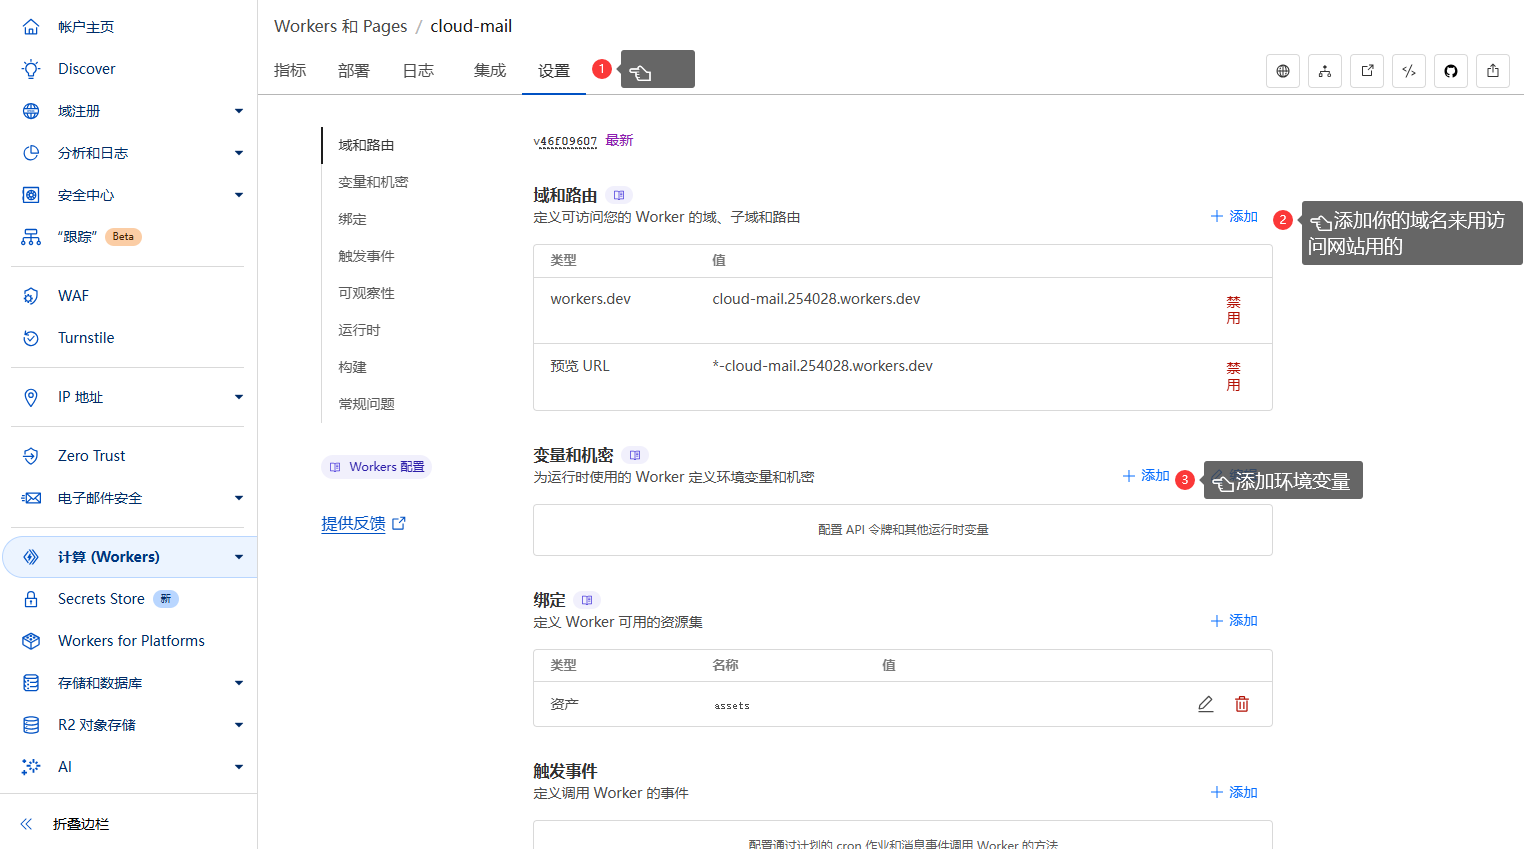 帐户主页
Discover
域注册
分析和日志
安全中心
“跟踪” Beta
WAF
Turnstile
IP 地址
Zero Trust
电子邮件安全
计算 (Workers)
Secrets Store 新
Workers for Platforms
存储和数据库
R2 对象存储
AI
折叠边栏
Workers 和 Pages / cloud-mail
指标 部署 日志 集成 设置 1
域和路由
变量和机密
绑定
触发事件
可观察性
运行时
构建
常规问题
Workers 配置
提供反馈
v46f09607 最新
域和路由
定义可访问您的 Worker 的域、子域和路由
添加 2 添加你的域名来用访
问网站用的
类型 值
workers.dev cloud-mail.254028.workers.dev 禁
用
预览 URL *-cloud-mail.254028.workers.dev 禁
用
变量和机密
为运行时使用的 Worker 定义环境变量和机密
添加 3 添加环境变量
配置 API 令牌和其他运行时变量
绑定
定义 Worker 可用的资源集
添加
类型 名称 值
资产 assets
触发事件
定义调用 Worker 的事件
添加
配置通过计划的 cron 作业和消息事件调用 Worker 的方法